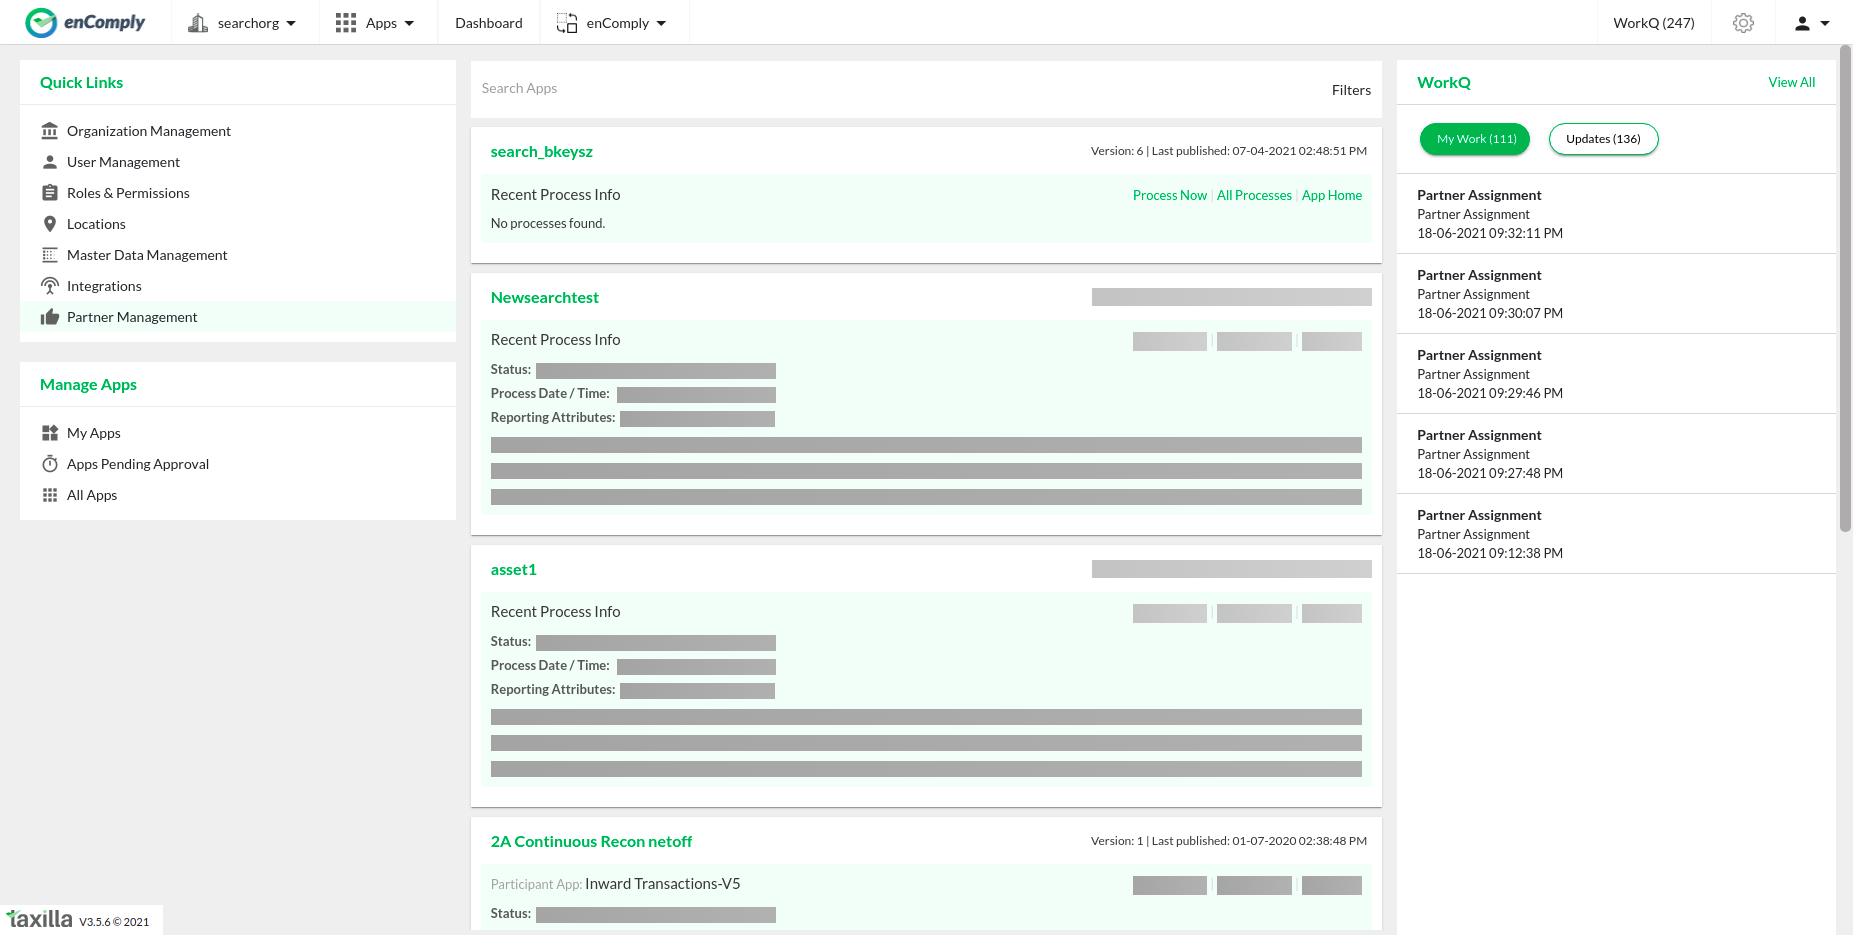 enComply
searchorg
Apps
Dashboard
enComply
WorkQ (247)
Quick Links
Organization Management
User Management
Roles & Permissions
Locations
Master Data Management
Integrations
Partner Management
Manage Apps
My Apps
Apps Pending Approval
All Apps
Search Apps
Filters
search_bkeysz
Version: 6 | Last published: 07-04-2021 02:48:51 PM
Recent Process Info
Process Now | All Processes | App Home
No processes found.
Newsearchtest
Recent Process Info
Status:
Process Date / Time:
Reporting Attributes:
asset1
Recent Process Info
Status:
Process Date / Time:
Reporting Attributes:
2A Continuous Recon netoff
Version: 1 | Last published: 01-07-2020 02:38:48 PM
Participant App: Inward Transactions-V5
Status:
WorkQ
View All
My Work (111)
Updates (136)
Partner Assignment
Partner Assignment
18-06-2021 09:32:11 PM
Partner Assignment
Partner Assignment
18-06-2021 09:30:07 PM
Partner Assignment
Partner Assignment
18-06-2021 09:29:46 PM
Partner Assignment
Partner Assignment
18-06-2021 09:27:48 PM
Partner Assignment
Partner Assignment
18-06-2021 09:12:38 PM
taxilla V3.5.6 © 2021